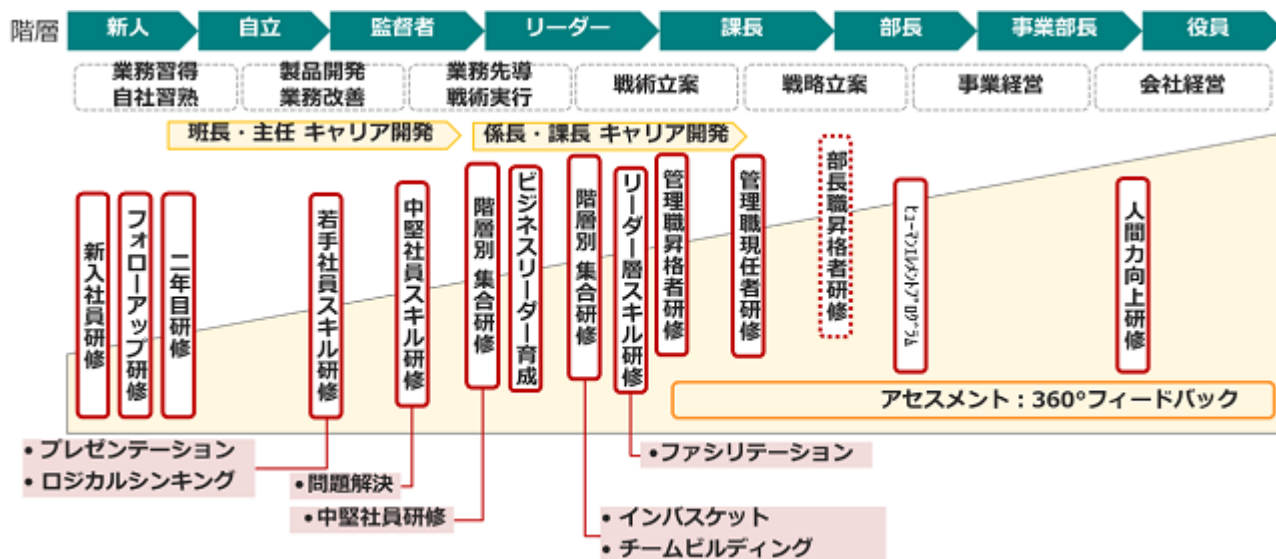 階層
新人
自立
監督者
リーダー
課長
部長
事業部長
役員
業務習得
自社習熟
製品開発
業務改善
業務先導
戦術実行
戦術立案
戦略立案
事業経営
会社経営
班長・主任 キャリア開発
係長・課長 キャリア開発
新入社員研修
フォローアップ研修
二年目研修
若手社員スキル研修
中堅社員スキル研修
階層別 集合研修
ビジネスリーダー育成
階層別 集合研修
リーダー層スキル研修
管理職昇格者研修
管理職現任者研修
部長職昇格者研修
ﾋｭｰﾏﾝｴﾚﾒﾝﾄﾌﾟﾛｸﾞﾗﾑ
人間力向上研修
アセスメント：360°フィードバック
• プレゼンテーション
• ロジカルシンキング
• 問題解決
• 中堅社員研修
• ファシリテーション
• インバスケット
• チームビルディング